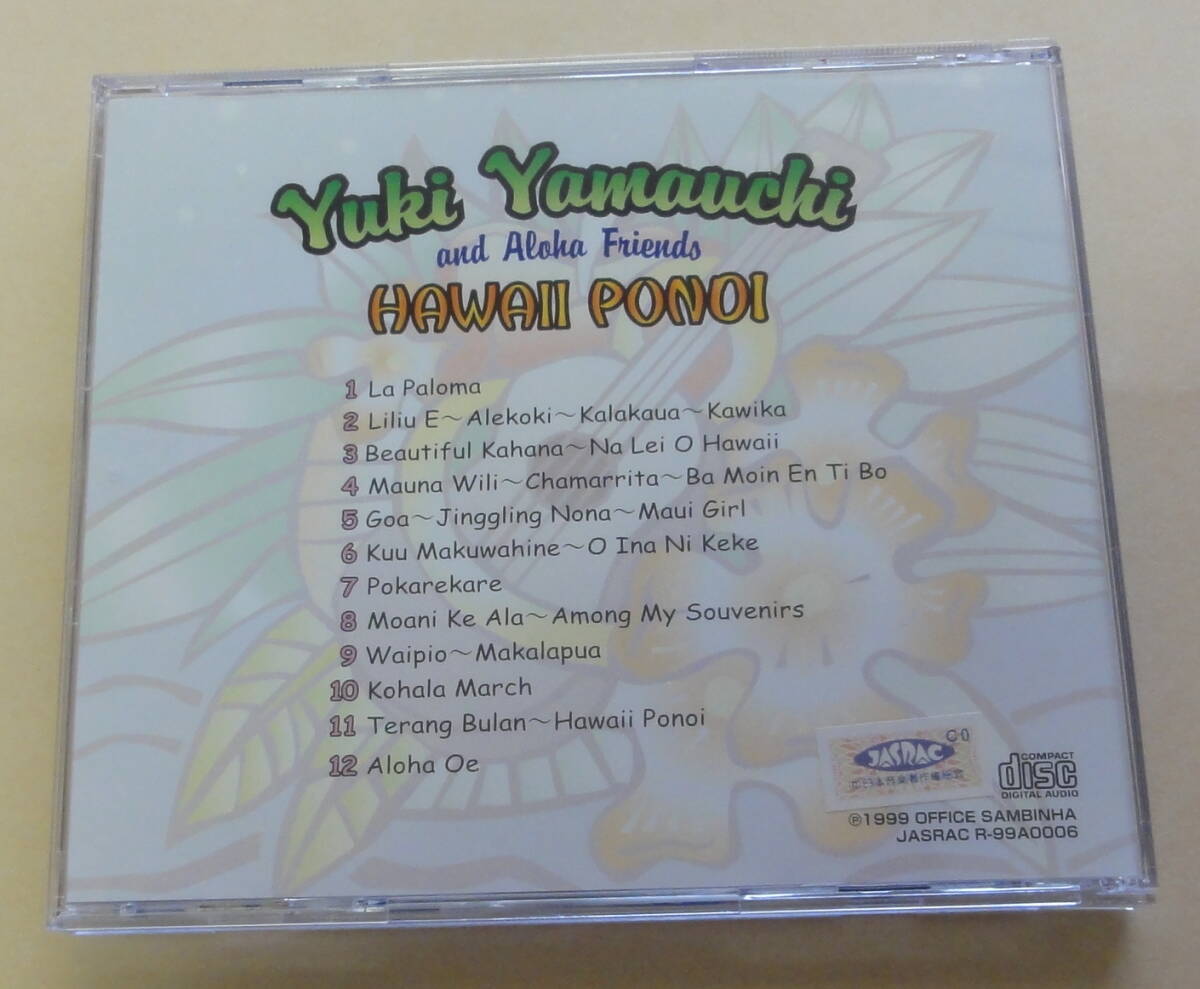 Yuki Yamauchi
and Aloha Friends
HAWAII PONOI
1 La Paloma
2 Liliu E~Alekoki~Kalakaua~Kawika
3 Beautiful Kahana~Na Lei O Hawaii
4 Mauna Wili~Chamarrita~Ba Moin En Ti Bo
5 Goa~Jinggling Nona~Maui Girl
6 Kuu Makuwahine~O Ina Ni Keke
7 Pokarekare
8 Moani Ke Ala~Among My Souvenirs
9 Waipio~Makalapua
10 Kohala March
11 Terang Bulan~Hawaii Ponoi
12 Aloha Oe
JASRAC
COMPACT
disc
DIGITAL AUDIO
℗1999 OFFICE SAMBINHA
JASRAC R-99A0006